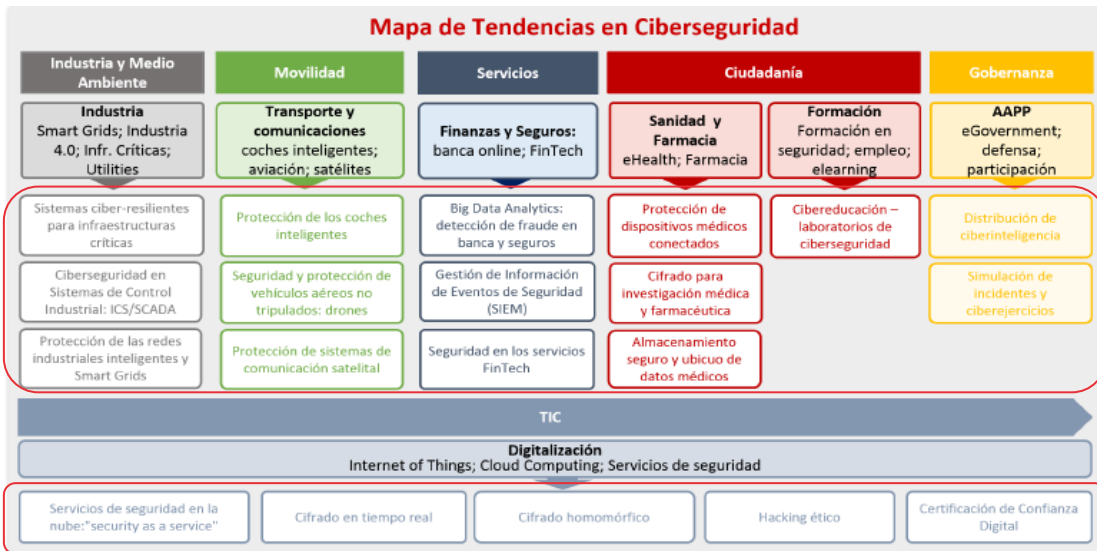 Mapa de Tendencias en Ciberseguridad
Industria y Medio
Ambiente
Movilidad
Servicios
Ciudadanía
Gobernanza
Industria
Smart Grids; Industria
4.0; Infr. Críticas;
Utilities
Transporte y
comunicaciones
coches inteligentes;
aviación; satélites
Finanzas y Seguros:
banca online; FinTech
Sanidad y
Farmacia
eHealth; Farmacia
Formación
Formación en
seguridad; empleo;
elearning
AAPP
eGovernment;
defensa;
participación
Sistemas ciber-resilientes
para infraestructuras
críticas
Protección de los coches
inteligentes
Big Data Analytics:
detección de fraude en
banca y seguros
Protección de
dispositivos médicos
conectados
Cibereducación –
laboratorios de
ciberseguridad
Distribución de
ciberinteligencia
Ciberseguridad en
Sistemas de Control
Industrial: ICS/SCADA
Seguridad y protección de
vehículos aéreos no
tripulados: drones
Gestión de Información
de Eventos de Seguridad
(SIEM)
Cifrado para
investigación médica
y farmacéutica
Simulación de
incidentes y
ciberejercicios
Protección de las redes
industriales inteligentes y
Smart Grids
Protección de sistemas de
comunicación satelital
Seguridad en los servicios
FinTech
Almacenamiento
seguro y ubicuo de
datos médicos
TIC
Digitalización
Internet of Things; Cloud Computing; Servicios de seguridad
Servicios de seguridad en la
nube:"security as a service"
Cifrado en tiempo real
Cifrado homomórfico
Hacking ético
Certificación de Confianza
Digital